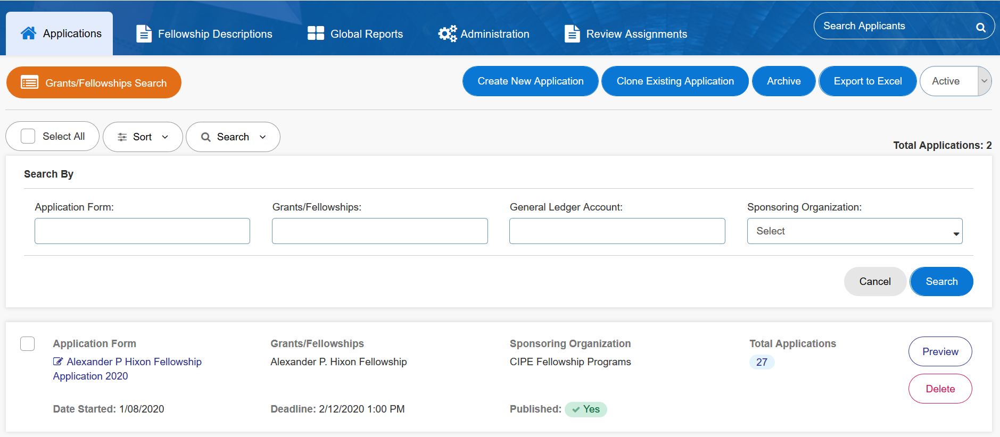 Applications
Fellowship Descriptions
Global Reports
Administration
Review Assignments
Search Applicants
Grants/Fellowships Search
Create New Application
Clone Existing Application
Archive
Export to Excel
Active
Select All
Sort
Search
Total Applications: 2
Search By
Application Form:
Grants/Fellowships:
General Ledger Account:
Sponsoring Organization:
Select
Cancel
Search
Application Form
Alexander P Hixon Fellowship
Application 2020
Grants/Fellowships
Alexander P. Hixon Fellowship
Sponsoring Organization
CIPE Fellowship Programs
Total Applications
27
Preview
Delete
Date Started: 1/08/2020
Deadline: 2/12/2020 1:00 PM
Published: Yes